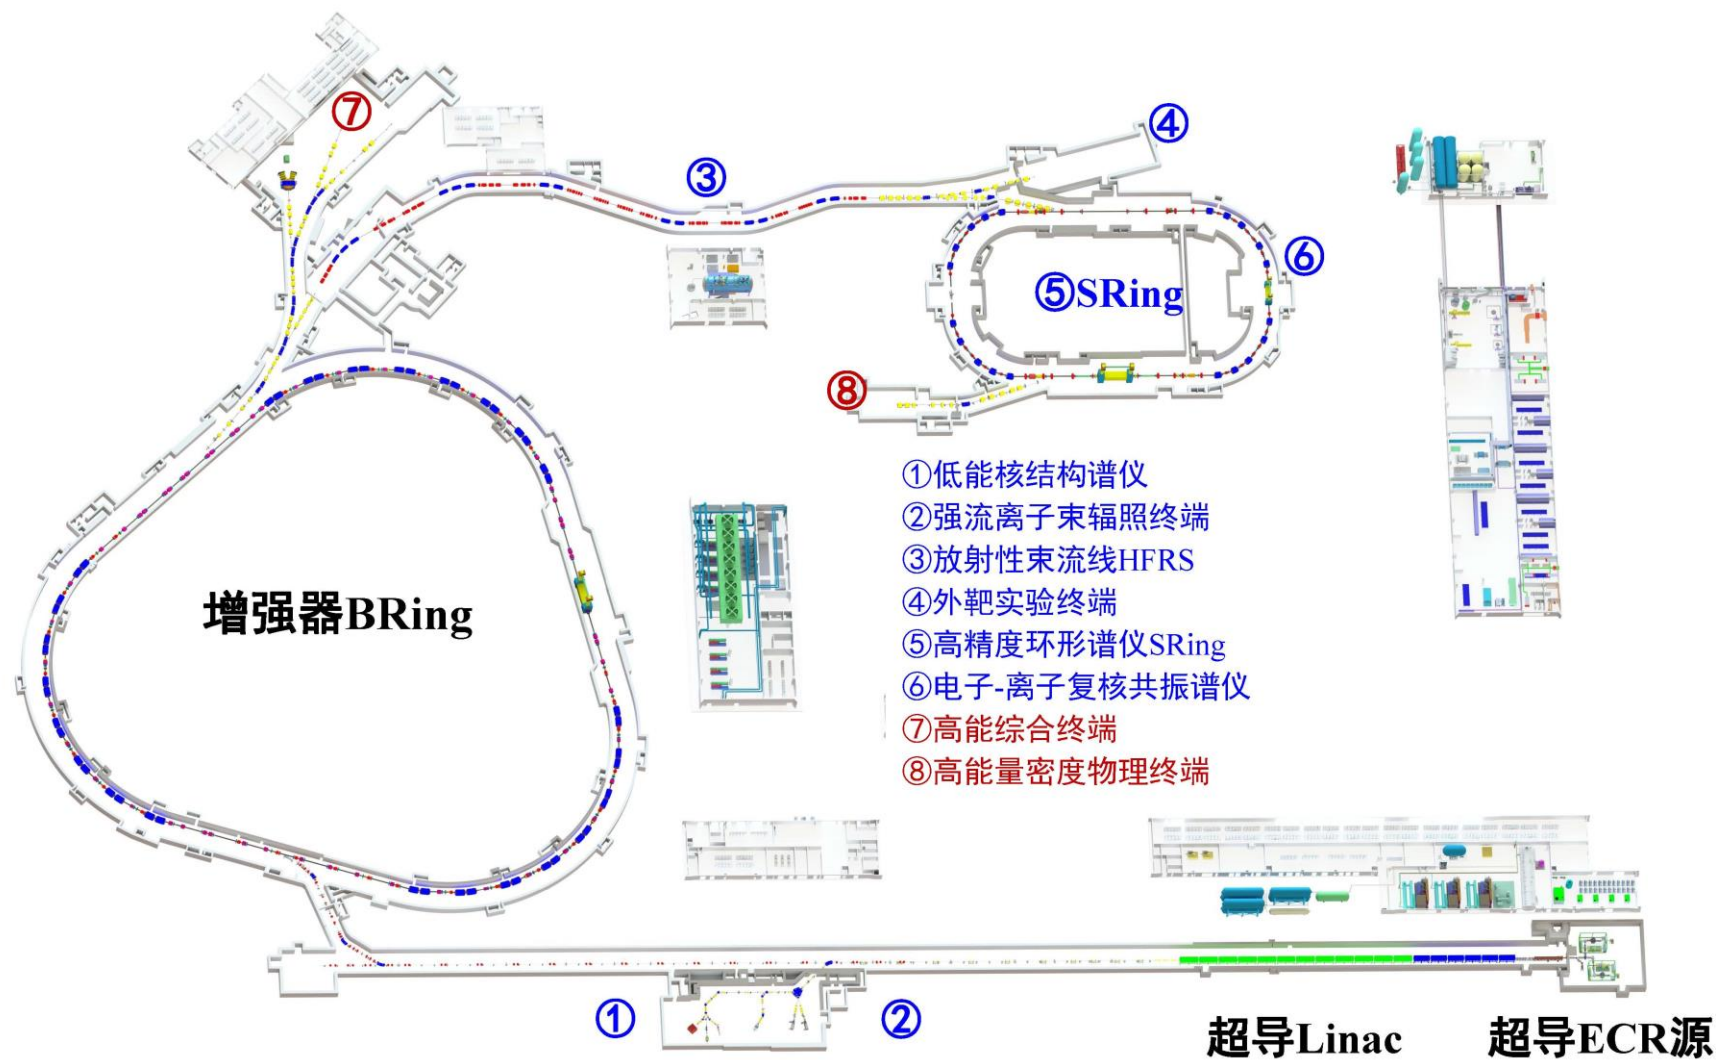 ⑦
④
③
⑥
⑤SRing
⑧
①低能核结构谱仪
②强流离子束辐照终端
③放射性束流线HFRS
④外靶实验终端
⑤高精度环形谱仪SRing
⑥电子-离子复核共振谱仪
⑦高能综合终端
⑧高能量密度物理终端
增强器BRing
①
②
超导Linac
超导ECR源